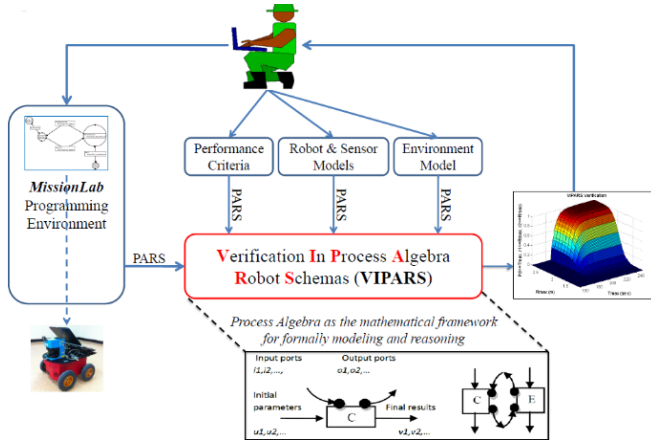 Performance
Criteria
Robot & Sensor
Models
Environment
Model
MissionLab
Programming
Environment
PARS
PARS
PARS
PARS
Verification In Process Algebra
Robot Schemas (VIPARS)
VIPARS Verification
Process Algebra as the mathematical framework
for formally modeling and reasoning
Input ports
i1,i2,...,
Output ports
o1,o2,...
Initial
parameters
u1,u2,...
C
Final results
v1,v2,...
C
E